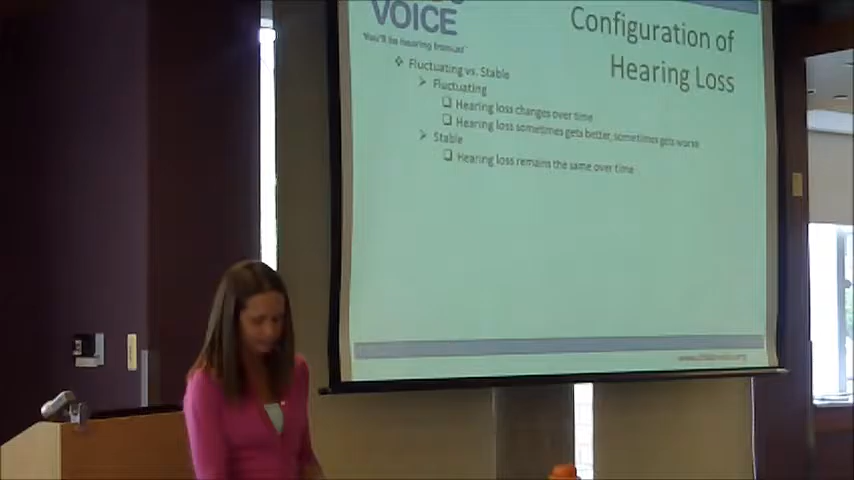 VOICE
You'll be hearing from us!
Configuration of
Hearing Loss
Fluctuating vs. Stable
Fluctuating
Hearing loss changes over time
Hearing loss sometimes gets better, sometimes gets worse
Stable
Hearing loss remains the same over time